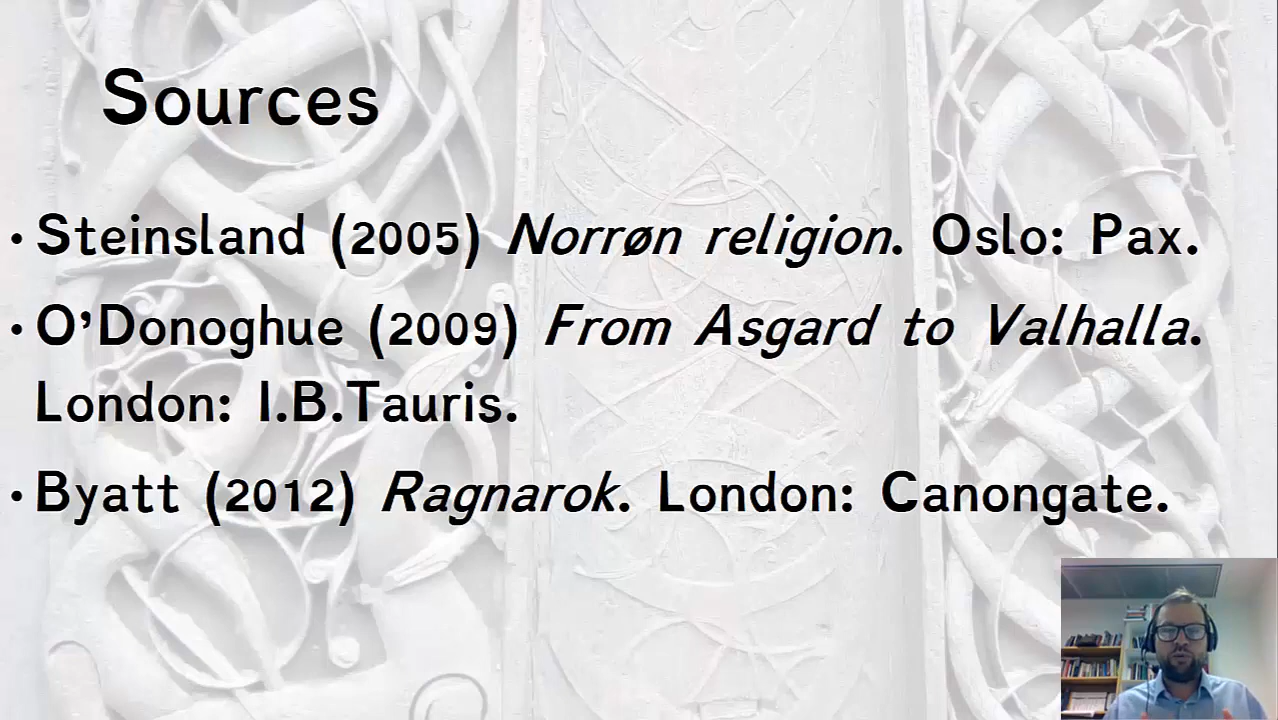 Sources
• Steinsland (2005) Norrøn religion. Oslo: Pax.
• O’Donoghue (2009) From Asgard to Valhalla.
London: I.B.Tauris.
• Byatt (2012) Ragnarok. London: Canongate.